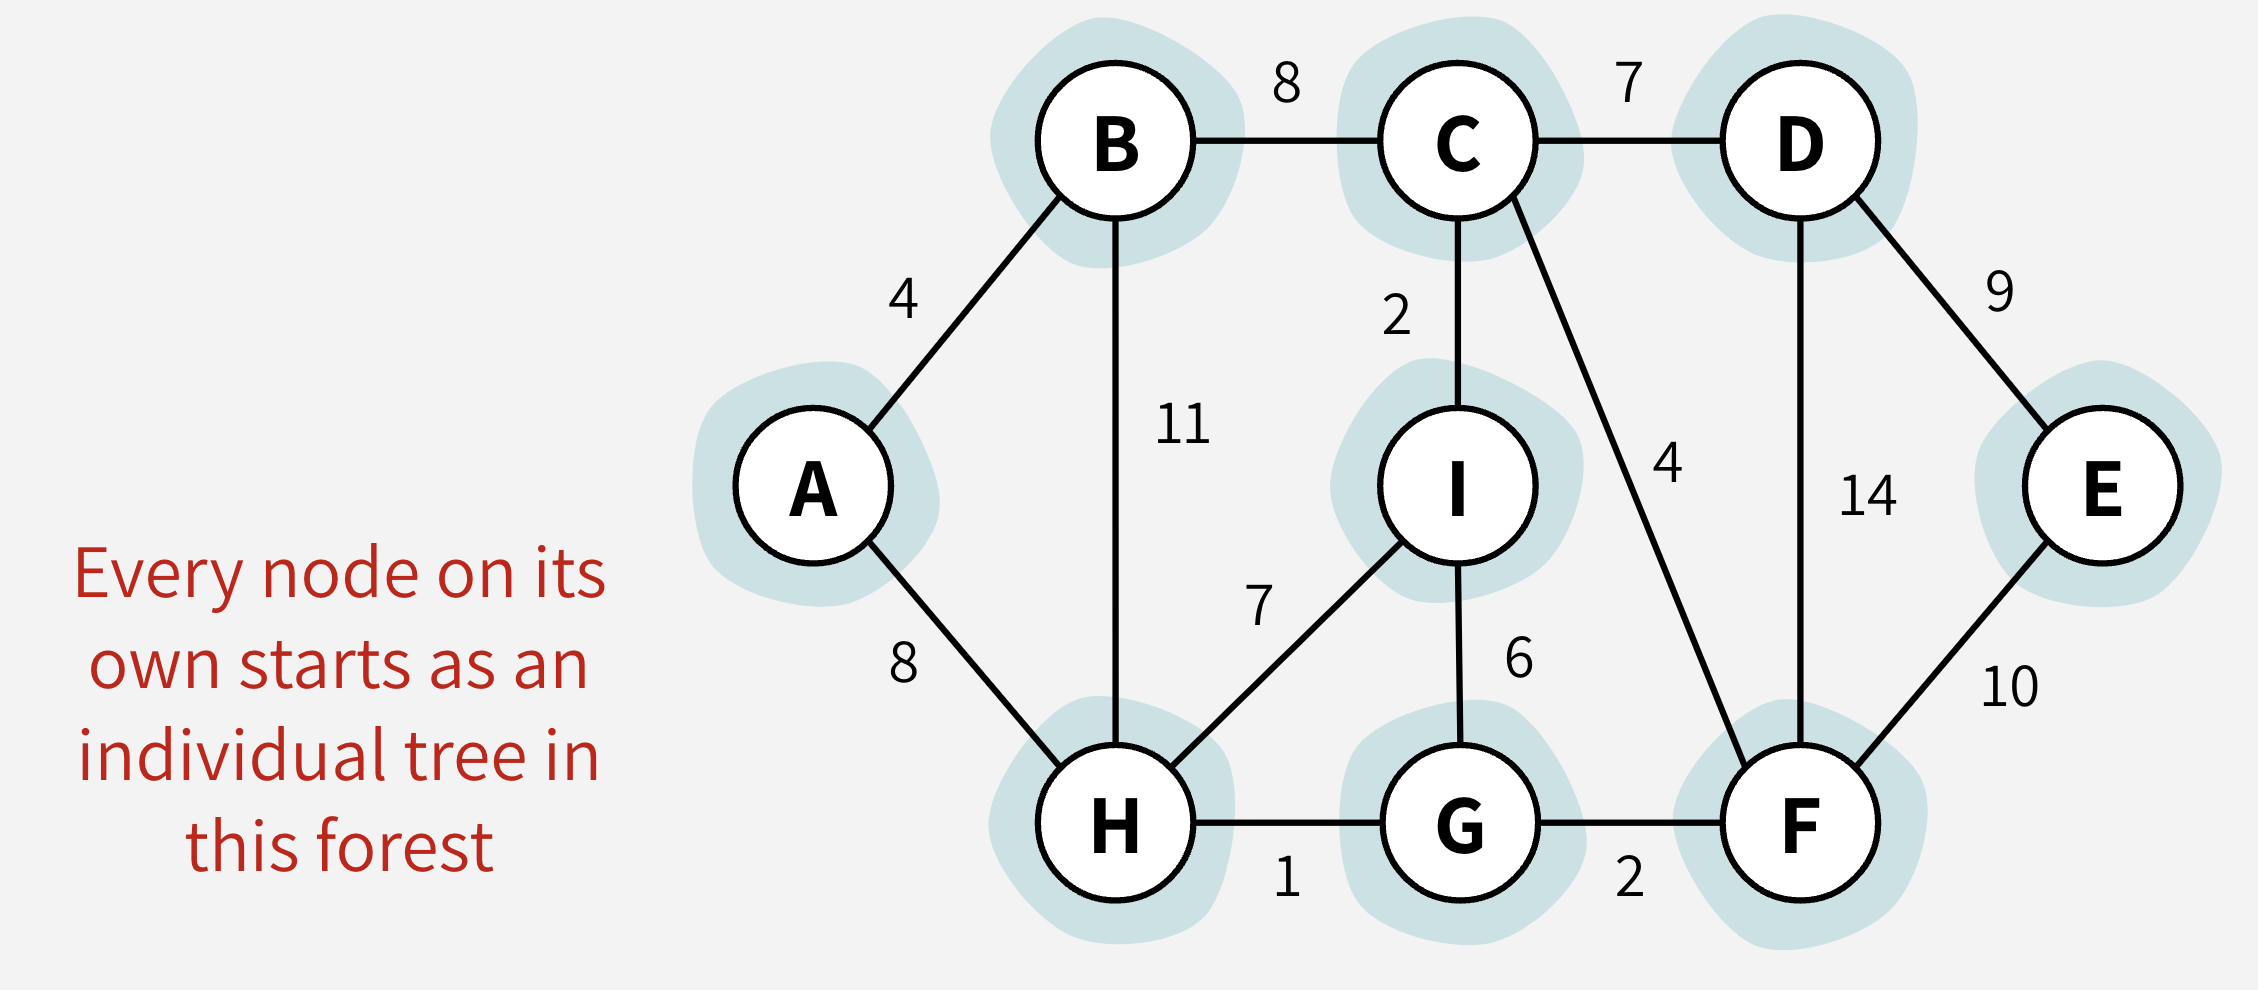 Every node on its
own starts as an
individual tree in
this forest
B
8
C
7
D
4
2
9
11
A
I
4
14
E
7
8
6
10
H
1
G
2
F